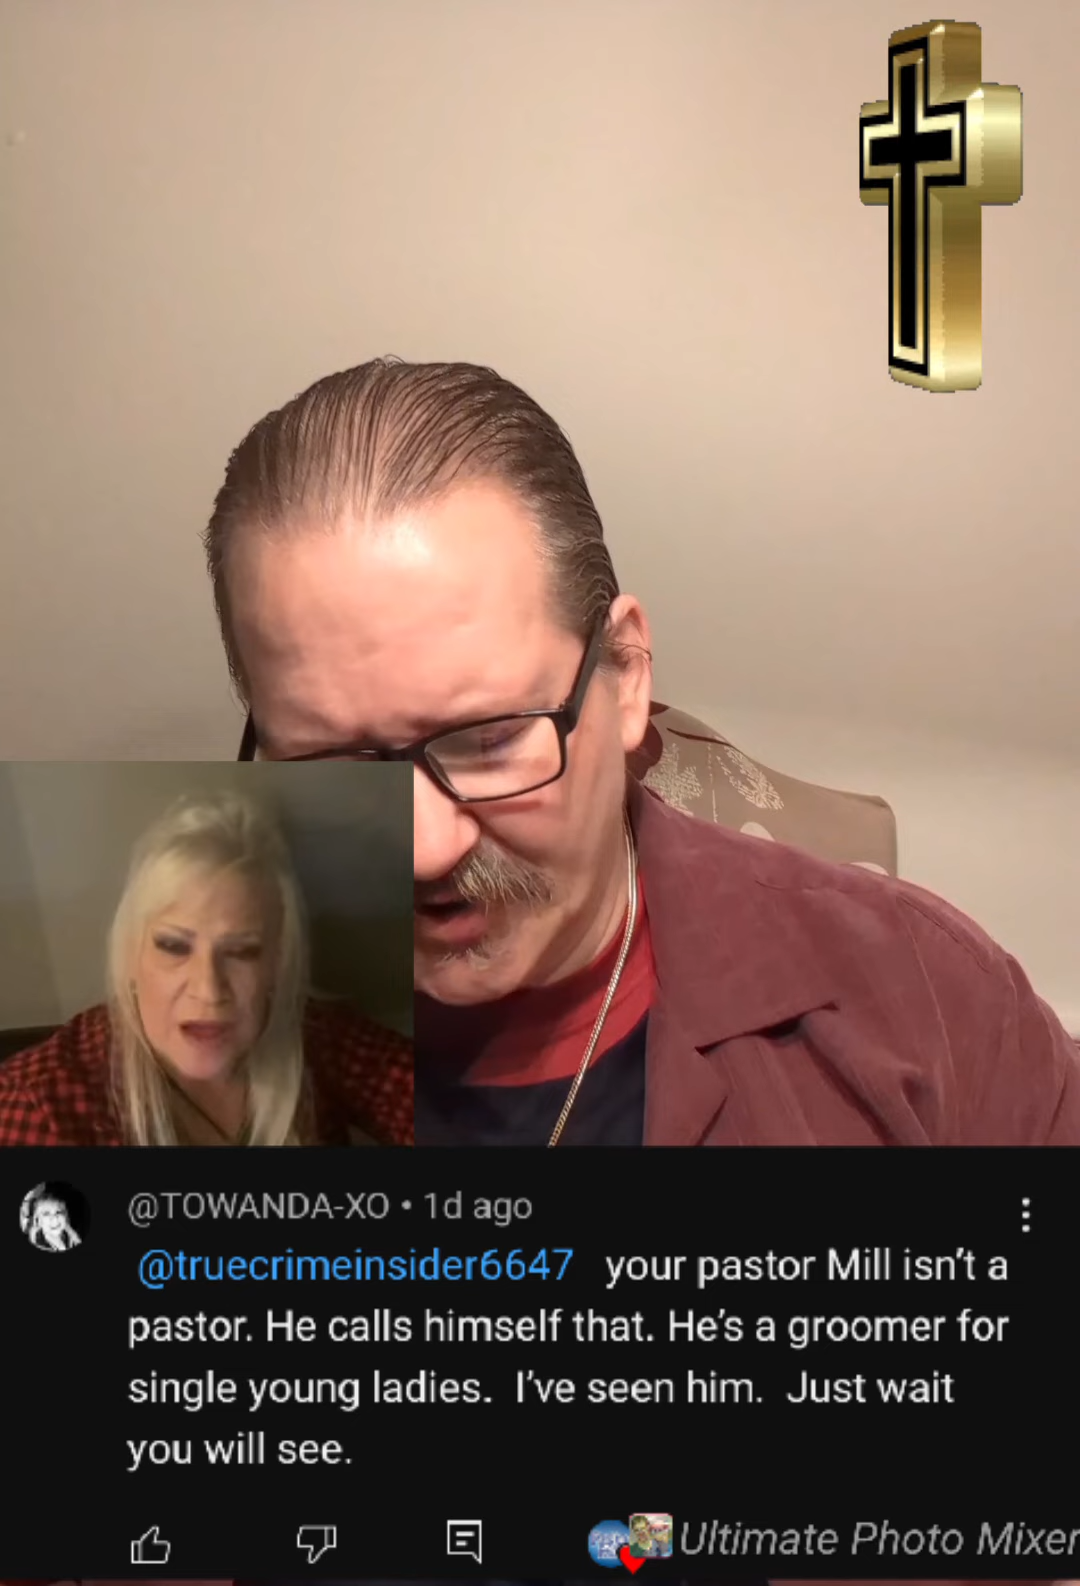 @TOWANDA-XO • 1d ago
@truecrimeinsider6647 your pastor Mill isn't a
pastor. He calls himself that. He's a groomer for
single young ladies. I've seen him. Just wait
you will see.
Ultimate Photo Mixer